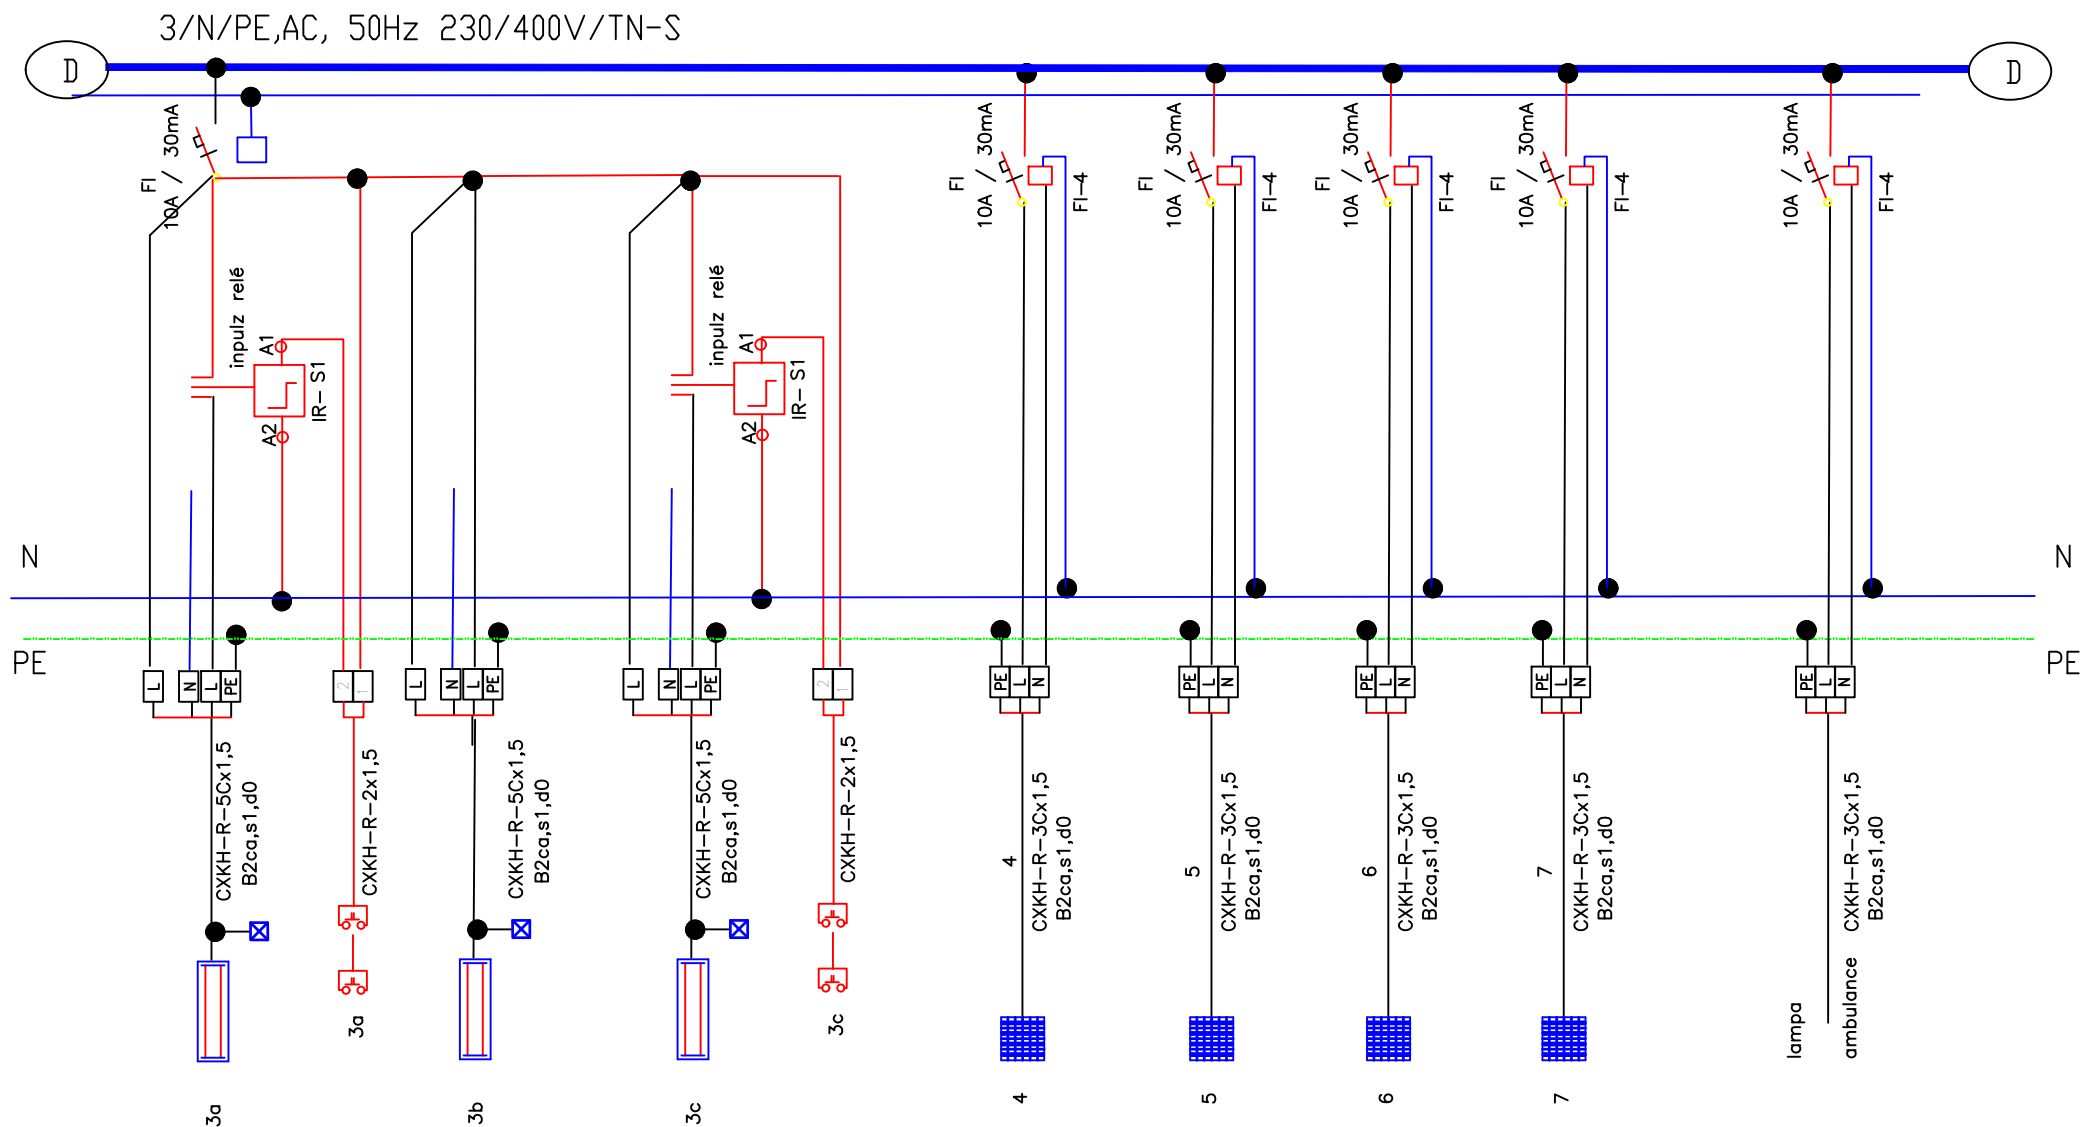 3/N/PE,AC, 50Hz 230/400V/TN-S
D
D
FI
10A / 30mA
FI
10A / 30mA
FI-4
FI
10A / 30mA
FI-4
FI
10A / 30mA
FI-4
FI
10A / 30mA
FI-4
10A / 30mA
FI-4
inpulz relé
A1
IR- S1
A2
inpulz relé
A1
IR- S1
A2
N
N
PE
PE
L
N
L
PE
2
1
L
N
L
PE
L
N
L
PE
2
1
PE
L
N
PE
L
N
PE
L
N
PE
L
N
PE
L
N
CXKH-R-5Cx1,5
B2ca,s1,d0
CXKH-R-2x1,5
CXKH-R-5Cx1,5
B2ca,s1,d0
CXKH-R-5Cx1,5
B2ca,s1,d0
CXKH-R-2x1,5
4
CXKH-R-3Cx1,5
B2ca,s1,d0
5
CXKH-R-3Cx1,5
B2ca,s1,d0
6
CXKH-R-3Cx1,5
B2ca,s1,d0
7
CXKH-R-3Cx1,5
B2ca,s1,d0
CXKH-R-3Cx1,5
B2ca,s1,d0
lampa
ambulance
3a
3c
3a
3b
3c
4
5
6
7